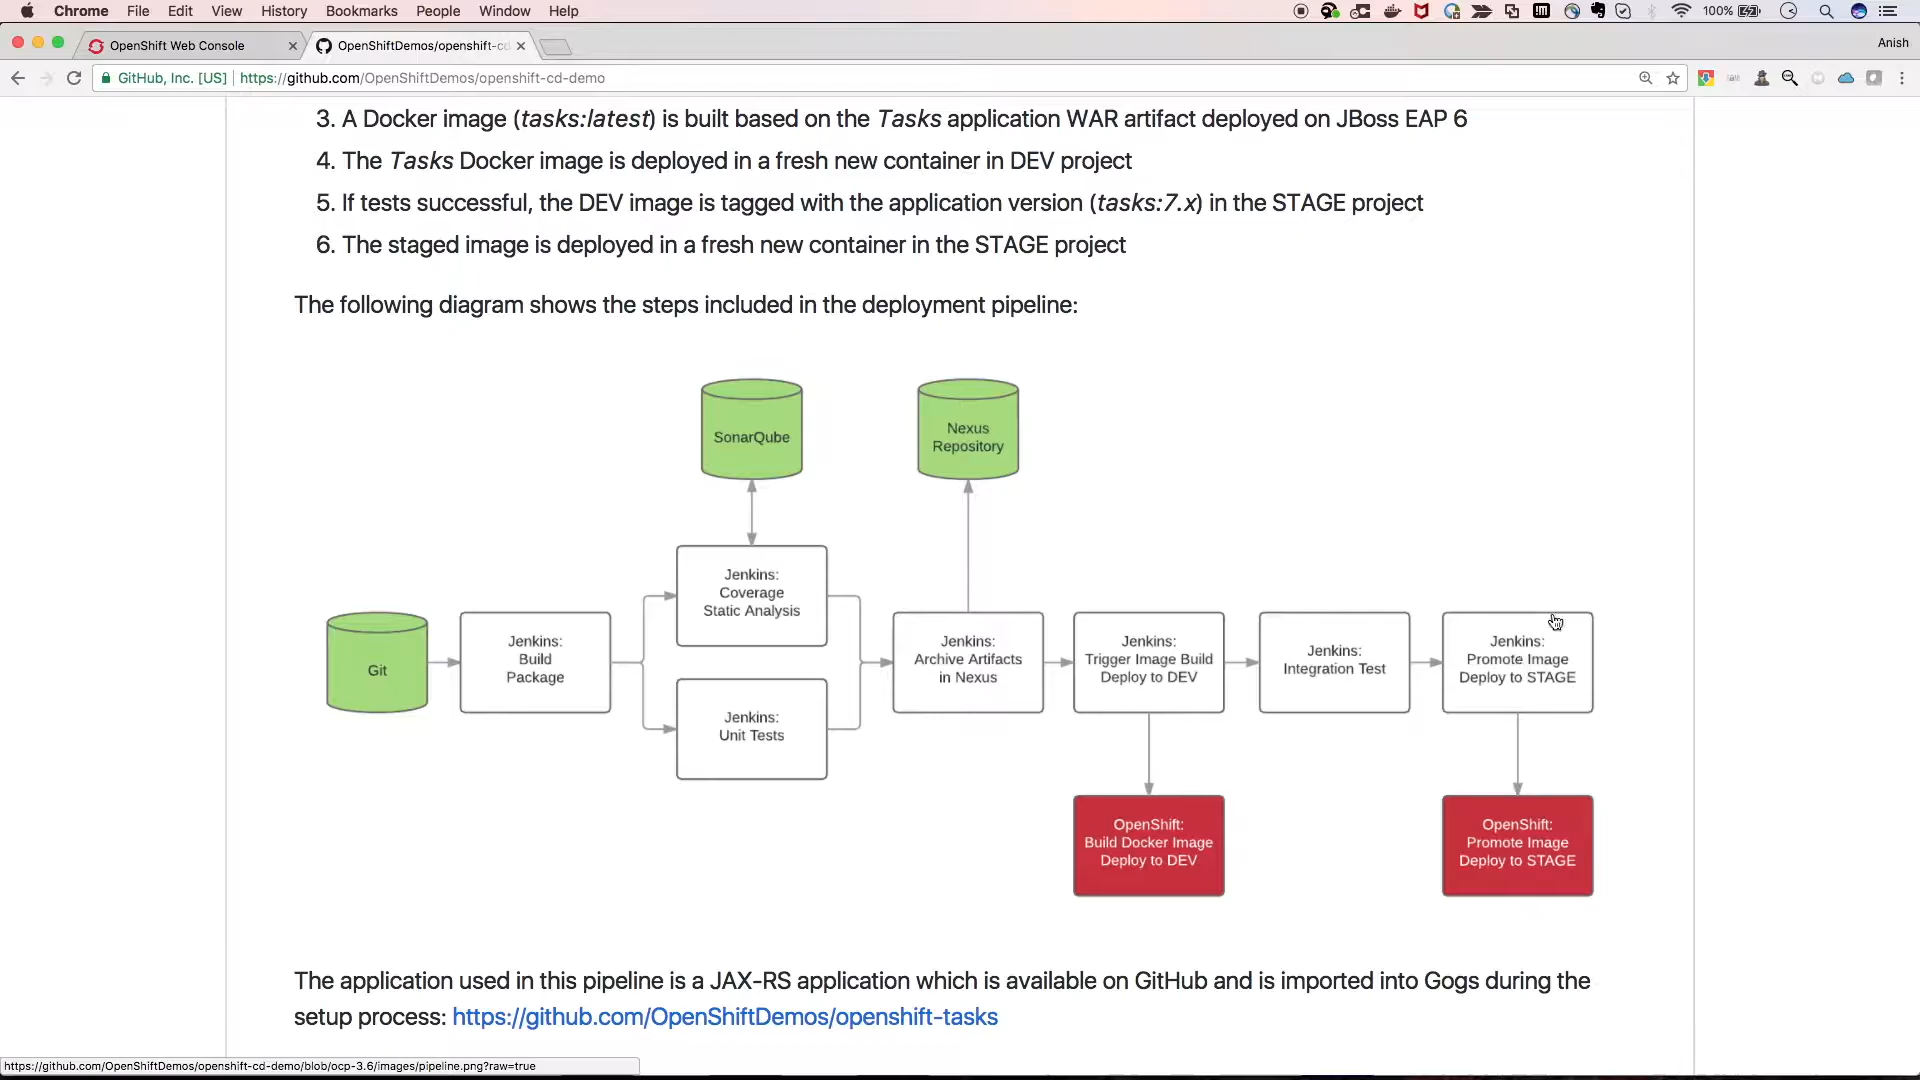 Chrome File Edit View History Bookmarks People Window Help 100%
OpenShift Web Console OpenShiftDemos/openshift-cd Anish
GitHub, Inc. [US] https://github.com/OpenShiftDemos/openshift-cd-demo
3. A Docker image (tasks:latest) is built based on the Tasks application WAR artifact deployed on JBoss EAP 6
4. The Tasks Docker image is deployed in a fresh new container in DEV project
5. If tests successful, the DEV image is tagged with the application version (tasks:7.x) in the STAGE project
6. The staged image is deployed in a fresh new container in the STAGE project
The following diagram shows the steps included in the deployment pipeline:
SonarQube
Nexus
Repository
Git
Jenkins:
Build
Package
Jenkins:
Coverage
Static Analysis
Jenkins:
Unit Tests
Jenkins:
Archive Artifacts
in Nexus
Jenkins:
Trigger Image Build
Deploy to DEV
Jenkins:
Integration Test
Jenkins:
Promote Image
Deploy to STAGE
OpenShift:
Build Docker Image
Deploy to DEV
OpenShift:
Promote Image
Deploy to STAGE
The application used in this pipeline is a JAX-RS application which is available on GitHub and is imported into Gogs during the
setup process: https://github.com/OpenShiftDemos/openshift-tasks
https://github.com/OpenShiftDemos/openshift-cd-demo/blob/ocp-3.6/images/pipeline.png?raw=true